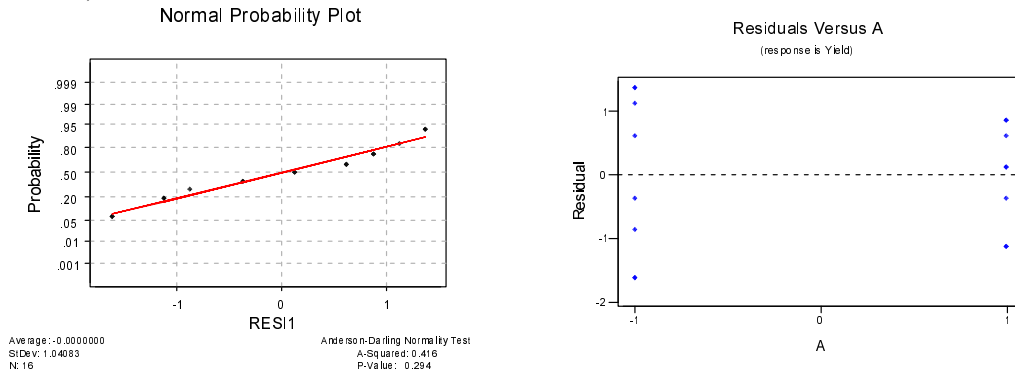 Normal Probability Plot
.999
.99
.95
.80
.50
.20
.05
.01
.001
Probability
-1
0
1
RESI1
Average: -0.0000000
StDev: 1.04083
N: 16
Anderson-Darling Normality Test
A-Squared: 0.416
P-Value: 0.294
Residuals Versus A
(response is Yield)
1
0
-1
-2
Residual
-1
0
1
A